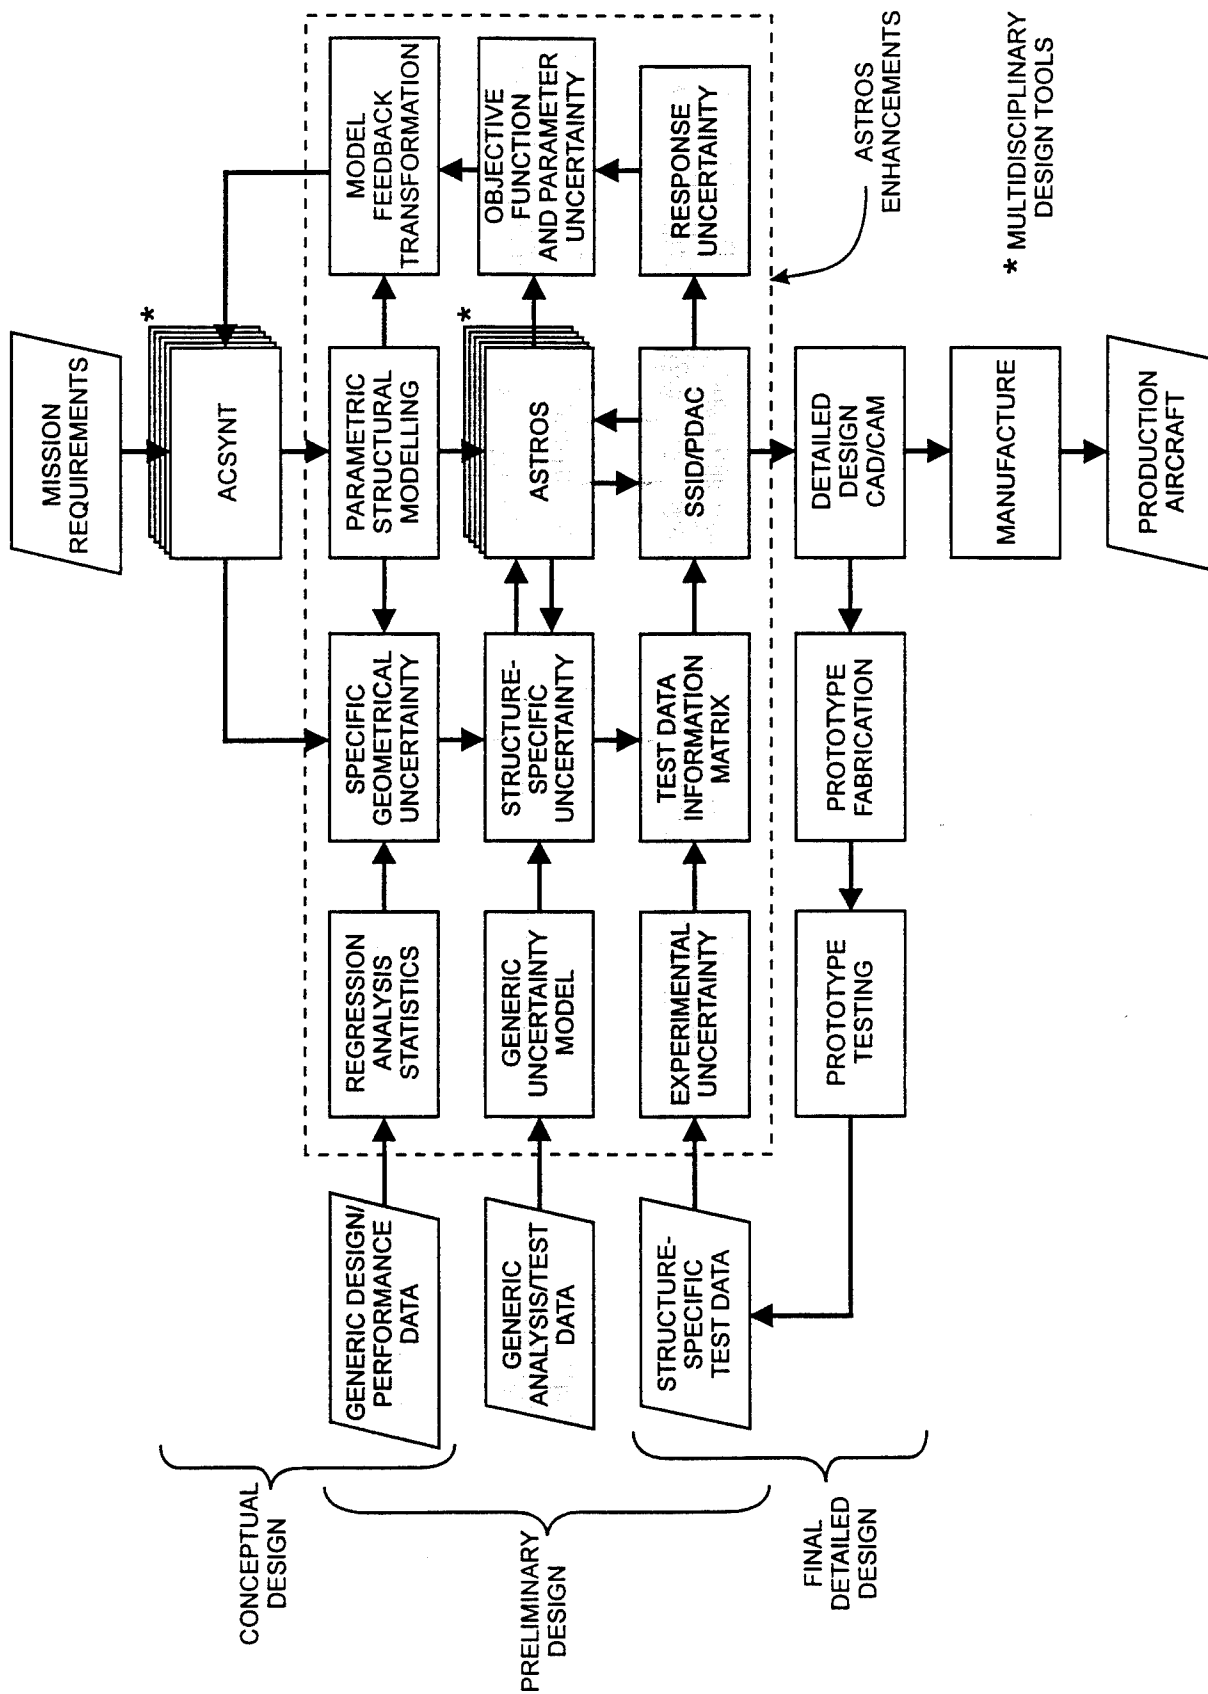 MISSION
REQUIREMENTS
*
ACSYNT
CONCEPTUAL
DESIGN
GENERIC DESIGN/
PERFORMANCE
DATA
REGRESSION
ANALYSIS
STATISTICS
SPECIFIC
GEOMETRICAL
UNCERTAINTY
PARAMETRIC
STRUCTURAL
MODELLING
MODEL
FEEDBACK
TRANSFORMATION
PRELIMINARY
DESIGN
GENERIC
ANALYSIS/TEST
DATA
GENERIC
UNCERTAINTY
MODEL
STRUCTURE-
SPECIFIC
UNCERTAINTY
*
ASTROS
OBJECTIVE
FUNCTION
AND PARAMETER
UNCERTAINTY
STRUCTURE-
SPECIFIC
TEST DATA
EXPERIMENTAL
UNCERTAINTY
TEST DATA
INFORMATION
MATRIX
SSID/PDAC
RESPONSE
UNCERTAINTY
FINAL
DETAILED
DESIGN
PROTOTYPE
TESTING
PROTOTYPE
FABRICATION
DETAILED
DESIGN
CAD/CAM
ASTROS
ENHANCEMENTS
MANUFACTURE
* MULTIDISCIPLINARY
DESIGN TOOLS
PRODUCTION
AIRCRAFT